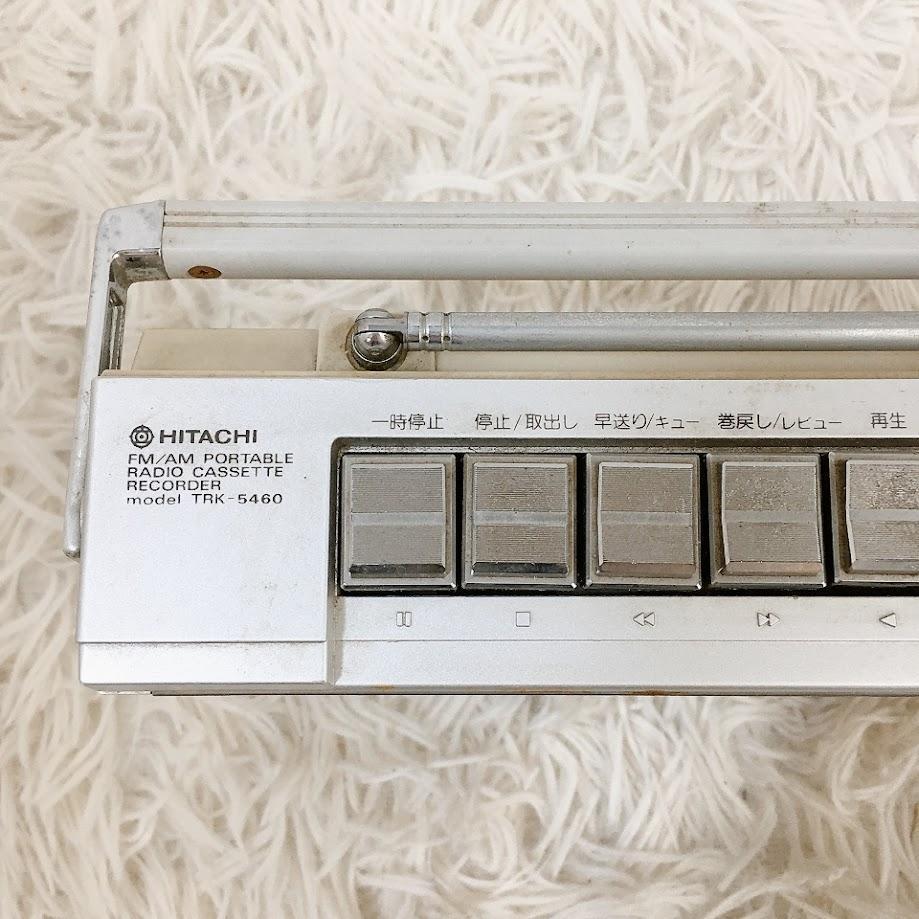 HITACHI
FM/AM PORTABLE
RADIO CASSETTE
RECORDER
model TRK-5460
一時停止 停止/取出し 早送り/キュー 巻戻し/レビュー 再生